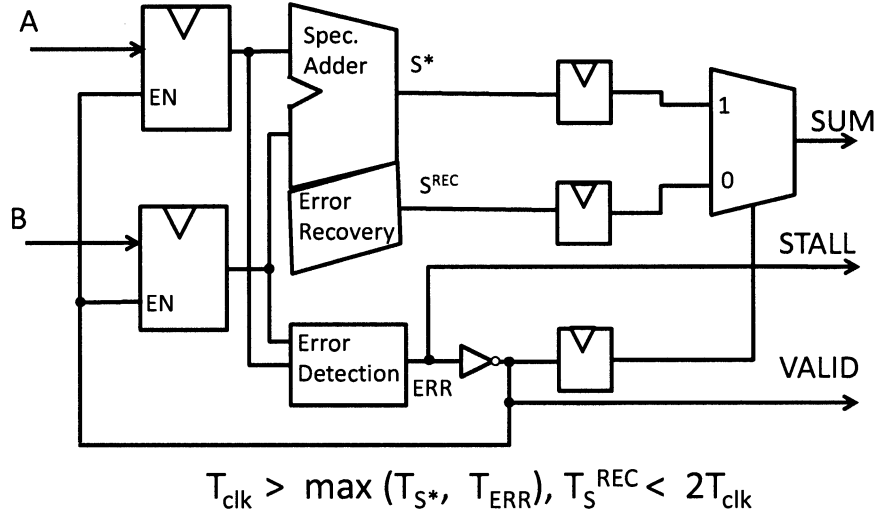 A
Spec.
Adder
S*
EN
1
SUM
0
Error
Recovery
S^REC
B
STALL
EN
Error
Detection
ERR
VALID
T_clk > max (T_S*, T_ERR), T_S^REC < 2T_clk